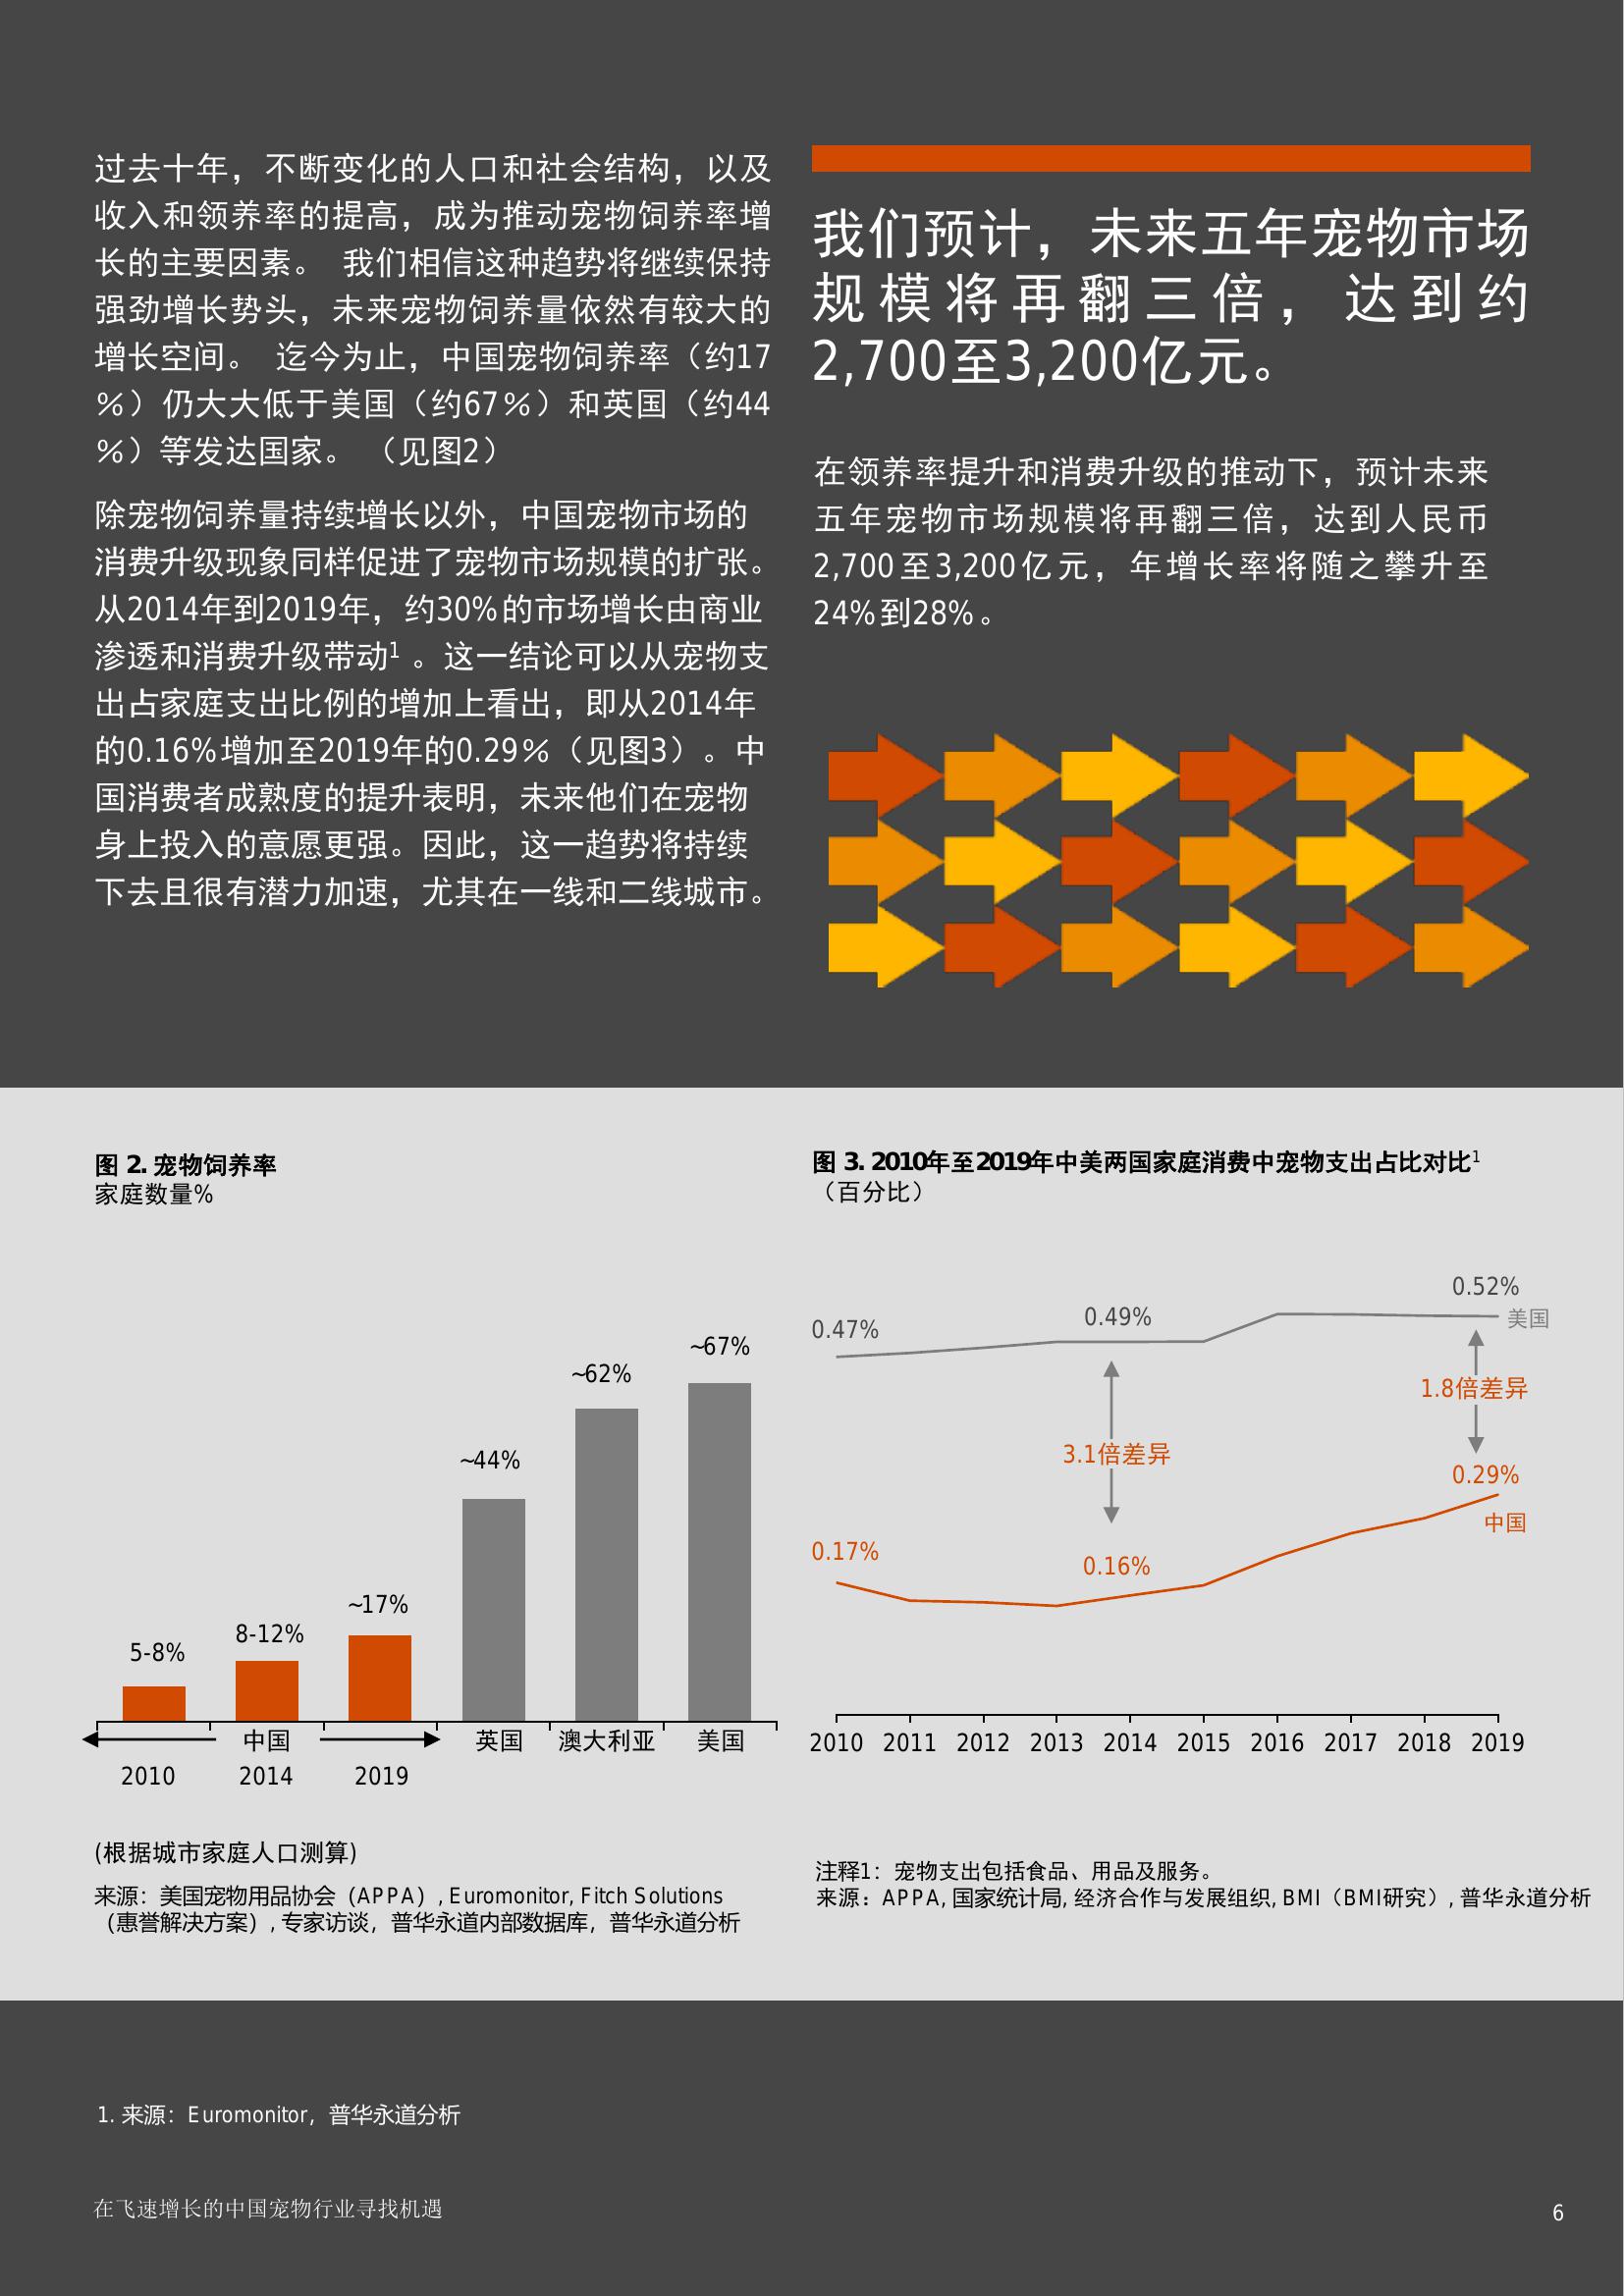 过去十年，不断变化的人口和社会结构，以及
收入和领养率的提高，成为推动宠物饲养率增
长的主要因素。 我们相信这种趋势将继续保持
强劲增长势头，未来宠物饲养量依然有较大的
增长空间。 迄今为止，中国宠物饲养率（约17
％）仍大大低于美国（约67％）和英国（约44
％）等发达国家。 （见图2）
除宠物饲养量持续增长以外，中国宠物市场的
消费升级现象同样促进了宠物市场规模的扩张。
从2014年到2019年，约30%的市场增长由商业
渗透和消费升级带动1 。这一结论可以从宠物支
出占家庭支出比例的增加上看出，即从2014年
的0.16%增加至2019年的0.29％（见图3）。中
国消费者成熟度的提升表明，未来他们在宠物
身上投入的意愿更强。因此，这一趋势将持续
下去且很有潜力加速，尤其在一线和二线城市。
我们预计，未来五年宠物市场
规模将再翻三倍，达到约
2,700至3,200亿元。
在领养率提升和消费升级的推动下，预计未来
五年宠物市场规模将再翻三倍，达到人民币
2,700至3,200亿元，年增长率将随之攀升至
24%到28%。
图 2. 宠物饲养率
家庭数量%
5-8%
8-12%
~17%
~44%
~62%
~67%
中国 英国 澳大利亚 美国
2010 2014 2019
(根据城市家庭人口测算)
来源：美国宠物用品协会（APPA）, Euromonitor, Fitch Solutions
（惠誉解决方案）, 专家访谈，普华永道内部数据库，普华永道分析
图 3. 2010年至2019年中美两国家庭消费中宠物支出占比对比1
（百分比）
0.47%
0.49%
0.52%
美国
3.1倍差异
1.8倍差异
0.17%
0.16%
0.29%
中国
2010 2011 2012 2013 2014 2015 2016 2017 2018 2019
注释1：宠物支出包括食品、用品及服务。
来源：APPA, 国家统计局, 经济合作与发展组织, BMI（BMI研究）, 普华永道分析
1. 来源：Euromonitor，普华永道分析
在飞速增长的中国宠物行业寻找机遇
6